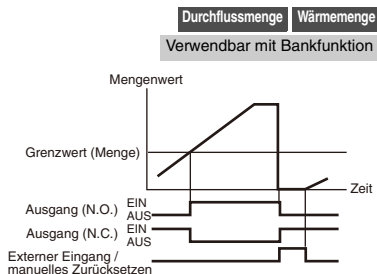 Durchflussmenge Wärmemenge
Verwendbar mit Bankfunktion
Mengenwert
Grenzwert (Menge)
Zeit
Ausgang (N.O.) EIN
AUS
Ausgang (N.C.) EIN
AUS
Externer Eingang /
manuelles Zurücksetzen